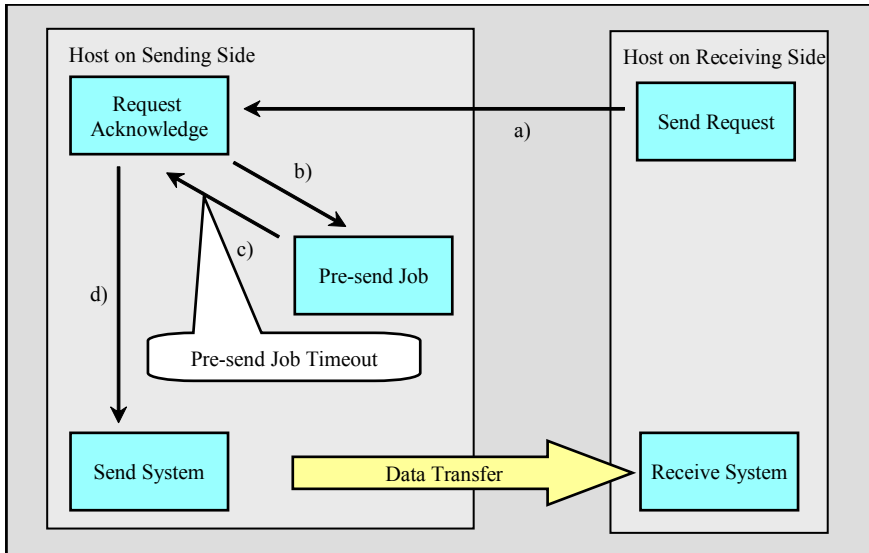 Host on Sending Side
Host on Receiving Side
Request
Acknowledge
Send Request
a)
b)
c)
Pre-send Job
d)
Pre-send Job Timeout
Send System
Data Transfer
Receive System